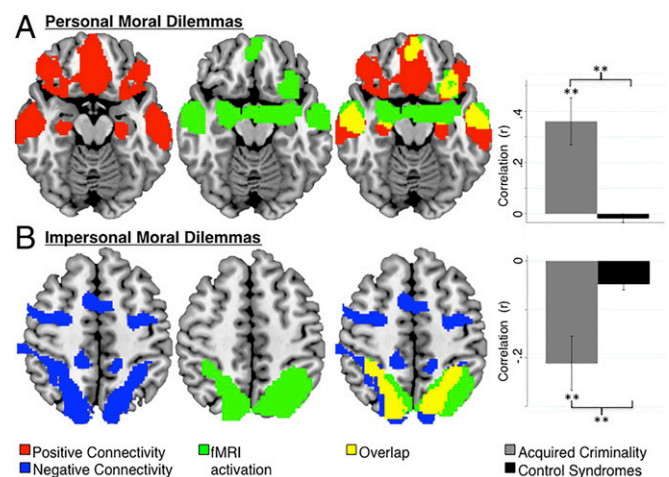 A Personal Moral Dilemmas
**
**
.4
.2
0
Correlation (r)
B Impersonal Moral Dilemmas
0
-.2
Correlation (r)
**
**
Positive Connectivity
Negative Connectivity
fMRI
activation
Overlap
Acquired Criminality
Control Syndromes